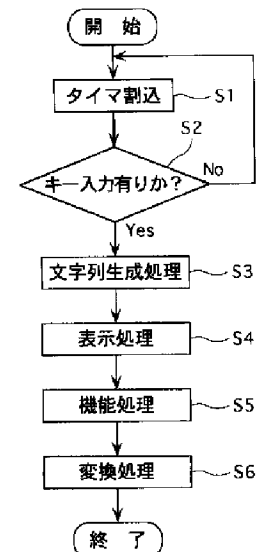 開 始
タイマ割込 S1
S2
キー入力有りか？ No
Yes
文字列生成処理 S3
表示処理 S4
機能処理 S5
変換処理 S6
終 了